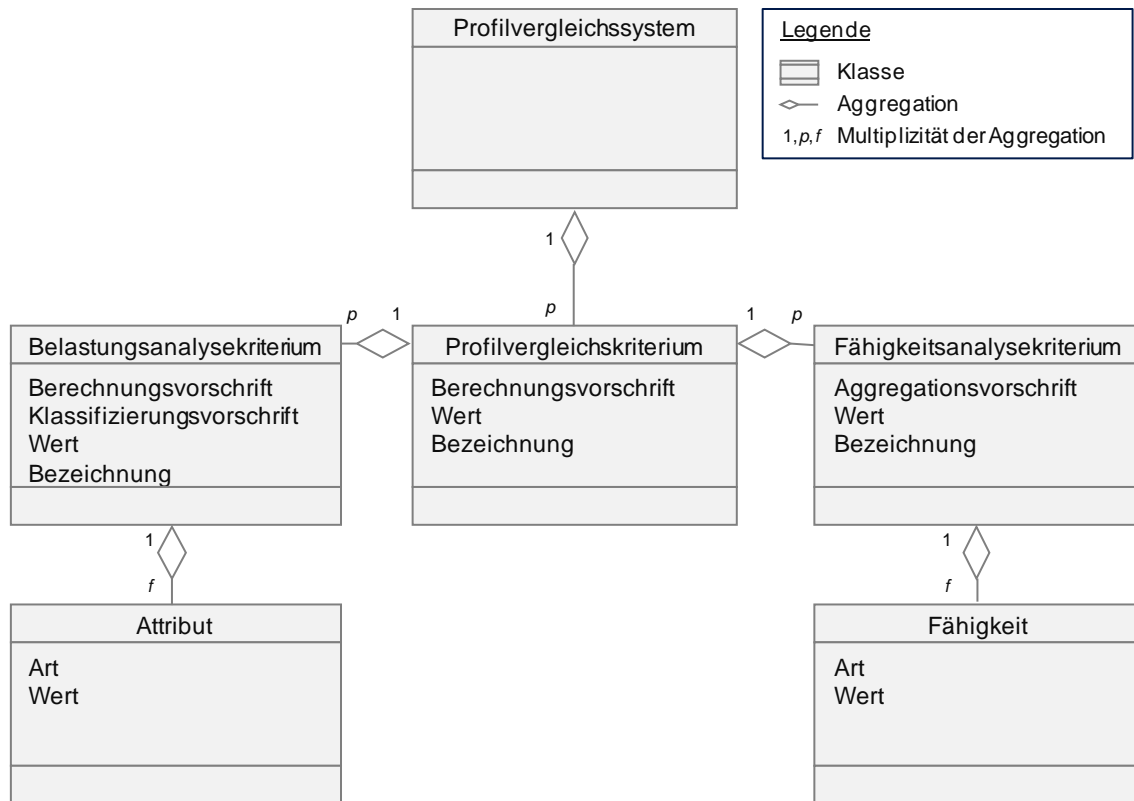 Profilvergleichssystem
Legende
Klasse
Aggregation
1,p,f Multiplizität der Aggregation
1
p
p 1
1 p
Belastungsanalysekriterium
Berechnungsvorschrift
Klassifizierungsvorschrift
Wert
Bezeichnung
Profilvergleichskriterium
Berechnungsvorschrift
Wert
Bezeichnung
Fähigkeitsanalysekriterium
Aggregationsvorschrift
Wert
Bezeichnung
1
f
1
f
Attribut
Art
Wert
Fähigkeit
Art
Wert